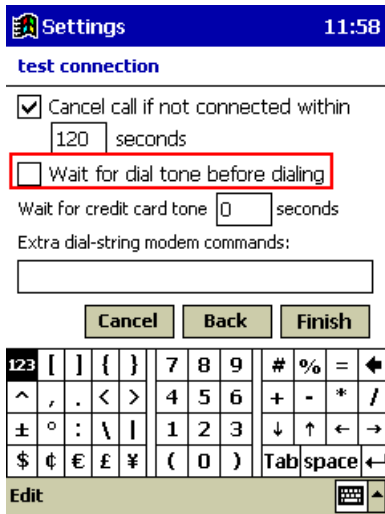 Settings 11:58
test connection
Cancel call if not connected within
120 seconds
Wait for dial tone before dialing
Wait for credit card tone 0 seconds
Extra dial-string modem commands:
Cancel Back Finish
123 [ ] { } 7 8 9 # % = 🡄
^ , . < > 4 5 6 + - * /
± ° : \ | 1 2 3 ↓ ↑ ← →
$ ¢ € £ ¥ ( 0 ) Tab space ↵
Edit